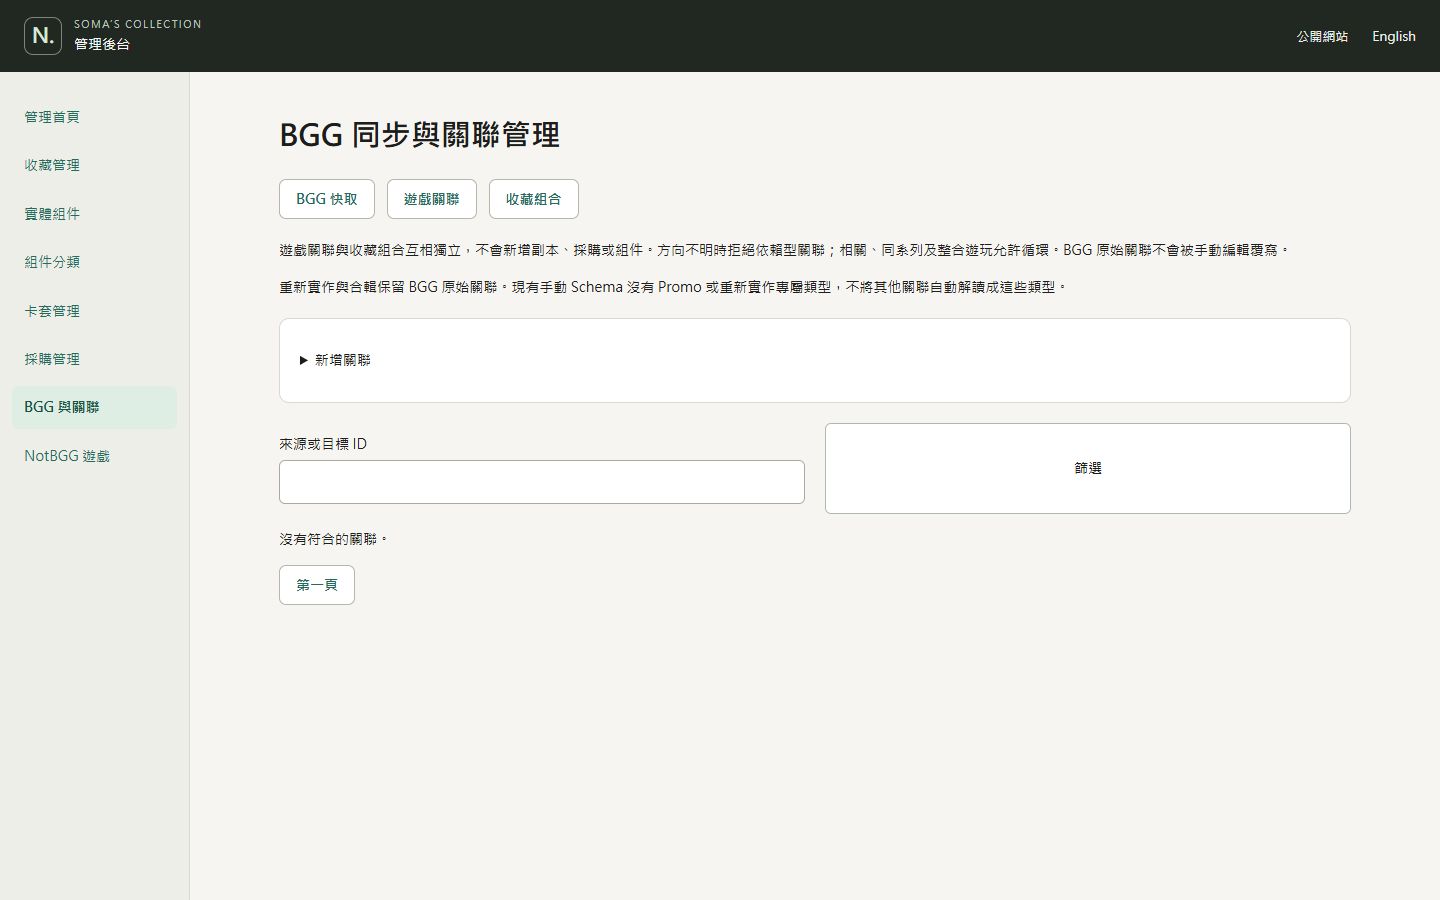 N.
SOMA'S COLLECTION
管理後台
公開網站
English
管理首頁
收藏管理
實體組件
組件分類
卡套管理
採購管理
BGG 與關聯
NotBGG 遊戲
BGG 同步與關聯管理
BGG 快取
遊戲關聯
收藏組合
遊戲關聯與收藏組合互相獨立，不會新增副本、採購或組件。方向不明時拒絕依賴型關聯；相關、同系列及整合遊玩允許循環。BGG 原始關聯不會被手動編輯覆寫。
重新實作與合輯保留 BGG 原始關聯。現有手動 Schema 沒有 Promo 或重新實作專屬類型，不將其他關聯自動解讀成這些類型。
▶ 新增關聯
來源或目標 ID
篩選
沒有符合的關聯。
第一頁